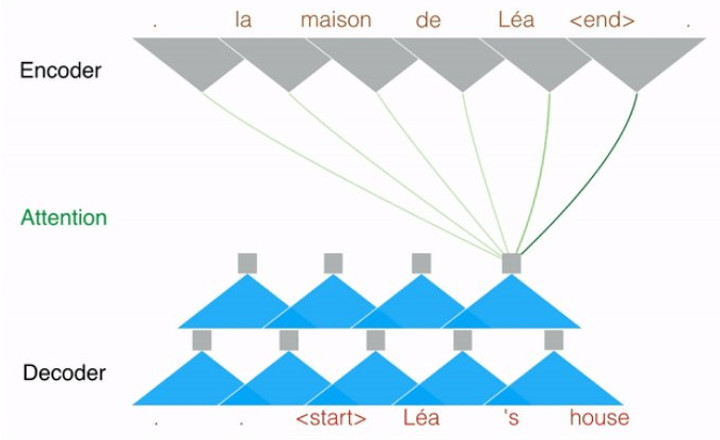 . la maison de Léa <end> .
Encoder
Attention
Decoder
. . <start> Léa 's house